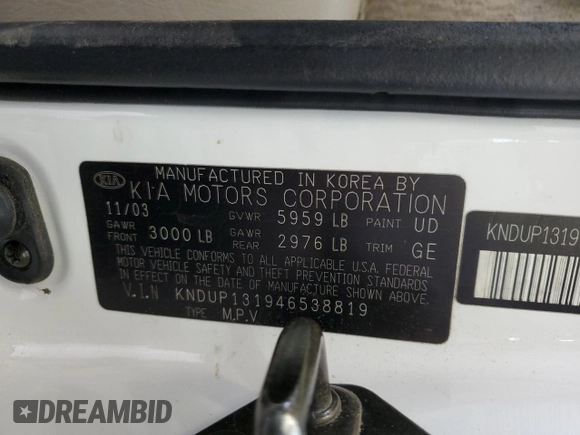 MANUFACTURED IN KOREA BY
KIA KIA MOTORS CORPORATION
11/03 GVWR 5959 LB PAINT UD
GAWR FRONT 3000 LB GAWR REAR 2976 LB TRIM GE
THIS VEHICLE CONFORMS TO ALL APPLICABLE U.S.A. FEDERAL
MOTOR VEHICLE SAFETY AND THEFT PREVENTION STANDARDS
IN EFFECT ON THE DATE OF MANUFACTURE SHOWN ABOVE.
V.I.N KNDUP131946538819
TYPE M.P.V
KNDUP1319
DREAMBID